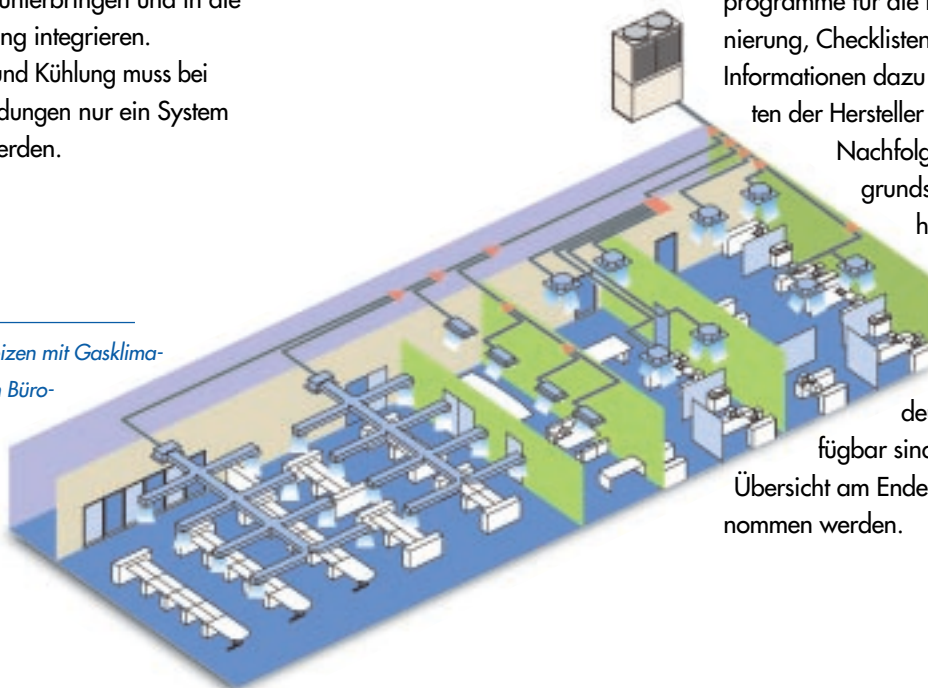 unterbringen und in die
ng integrieren.
und Kühlung muss bei
dungen nur ein System
erden.
izen mit Gasklima-
Büro-
programme für die
nierung, Checklisten
Informationen dazu
ten der Hersteller
Nachfolg
grunds
h
de
fügbar sind
Übersicht am Ende
nommen werden.